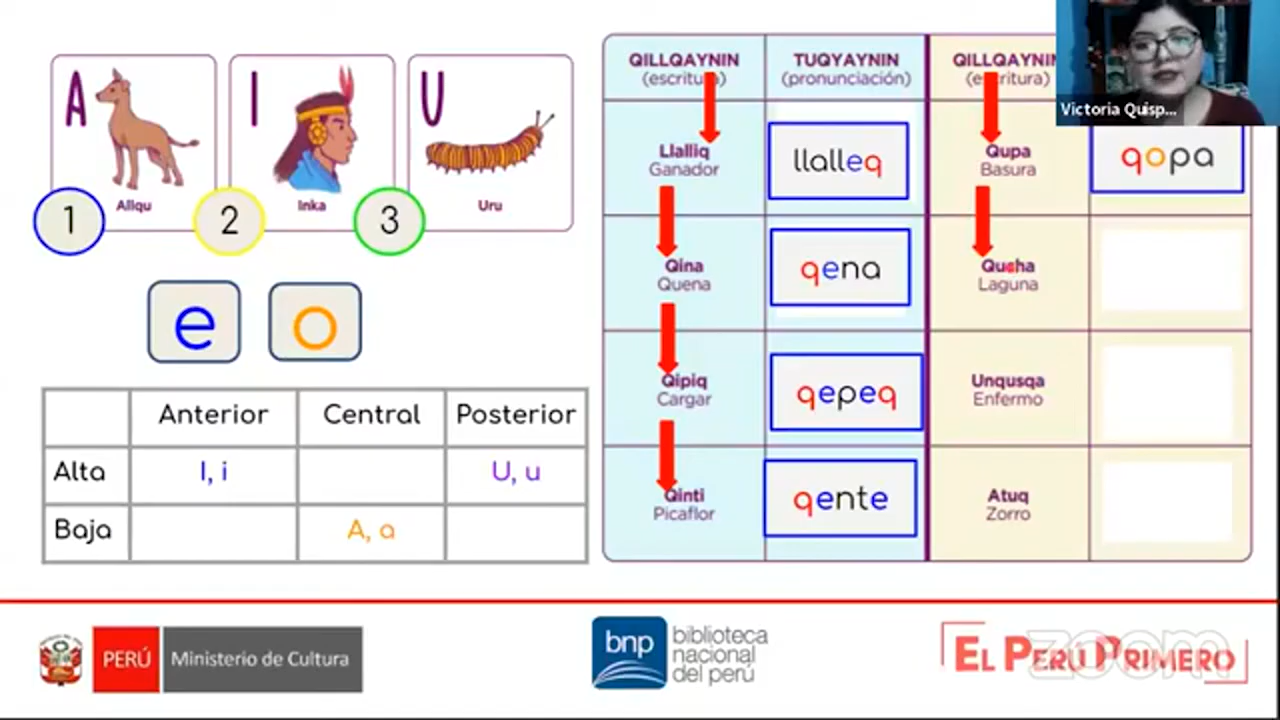 A
Allqu
1
I
Inka
2
U
Uru
3
e o
Anterior Central Posterior
Alta I, i U, u
Baja A, a
QILLQAYNIN
(escritura)
TUQYAYNIN
(pronunciación)
QILLQAYNIN
(escritura)
Victoria Quisp...
Llalliq
Ganador
llalleq
Qupa
Basura
qopa
Qina
Quena
qena
Qucha
Laguna
Qipiq
Cargar
qepeq
Unqusqa
Enfermo
Qinti
Picaflor
qente
Atuq
Zorro
PERÚ Ministerio de Cultura
bnp
biblioteca
nacional
del perú
EL PERÚ PRIMERO
zoom